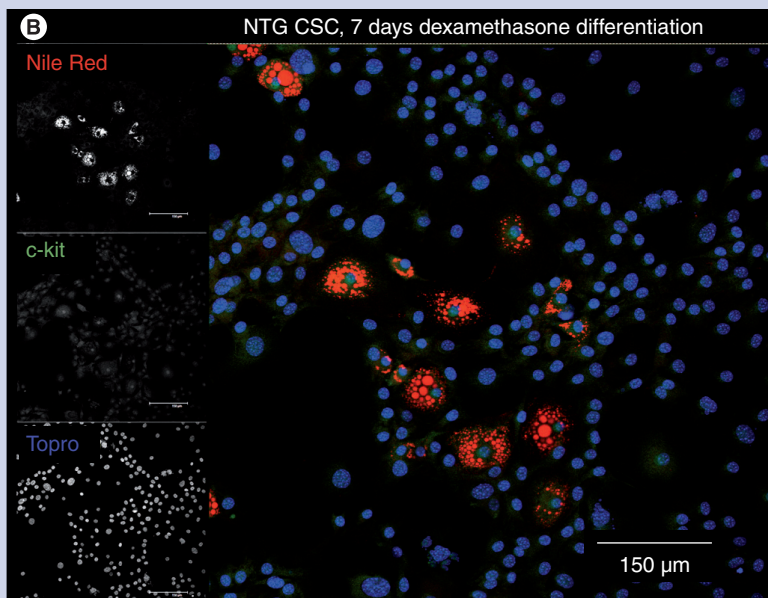 B
NTG CSC, 7 days dexamethasone differentiation
Nile Red
c-kit
Topro
150 µm